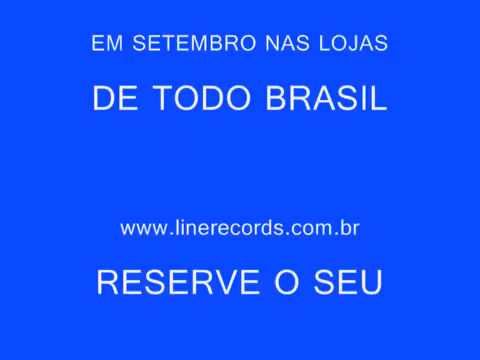 EM SETEMBRO NAS LOJAS
DE TODO BRASIL
www.linerecords.com.br
RESERVE O SEU